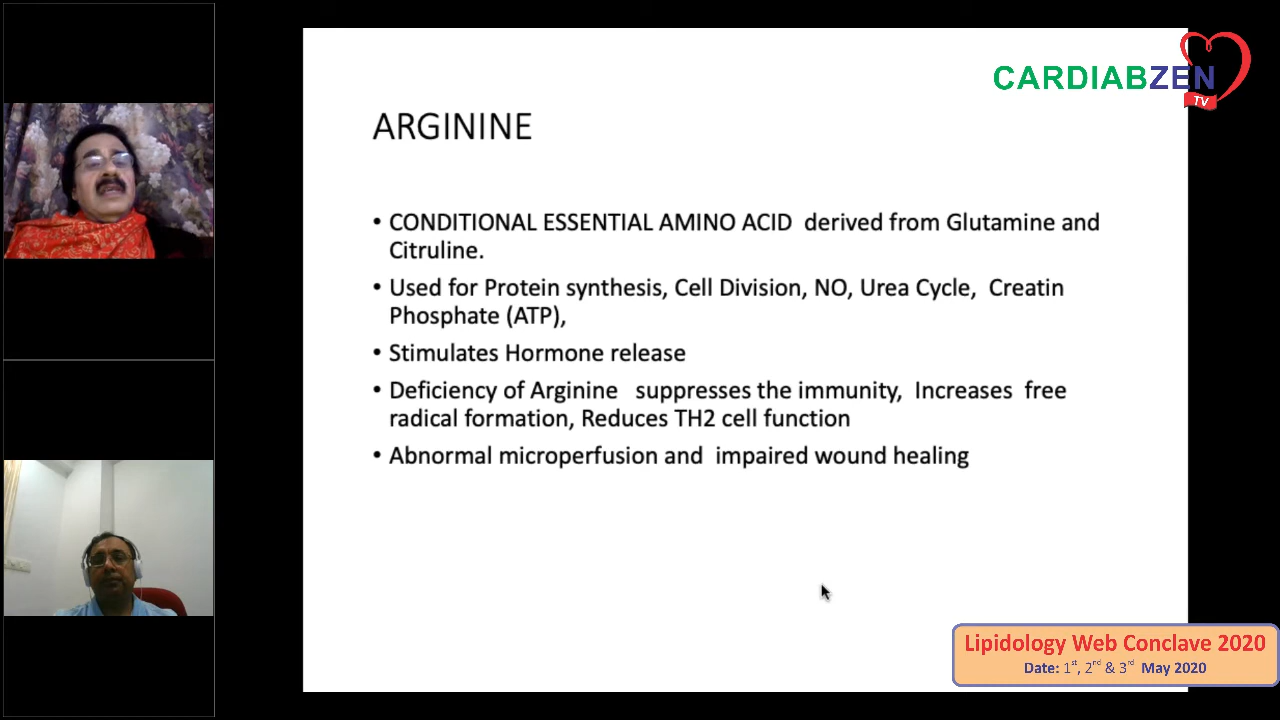 CARDIABZEN
TV
ARGININE
• CONDITIONAL ESSENTIAL AMINO ACID derived from Glutamine and
Citruline.
• Used for Protein synthesis, Cell Division, NO, Urea Cycle, Creatin
Phosphate (ATP),
• Stimulates Hormone release
• Deficiency of Arginine suppresses the immunity, Increases free
radical formation, Reduces TH2 cell function
• Abnormal microperfusion and impaired wound healing
Lipidology Web Conclave 2020
Date: 1st, 2nd & 3rd May 2020